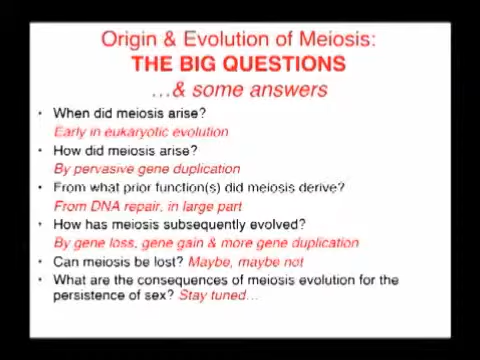 Origin & Evolution of Meiosis:
THE BIG QUESTIONS
…& some answers
• When did meiosis arise?
Early in eukaryotic evolution
• How did meiosis arise?
By pervasive gene duplication
• From what prior function(s) did meiosis derive?
From DNA repair, in large part
• How has meiosis subsequently evolved?
By gene loss, gene gain & more gene duplication
• Can meiosis be lost? Maybe, maybe not
• What are the consequences of meiosis evolution for the
persistence of sex? Stay tuned…